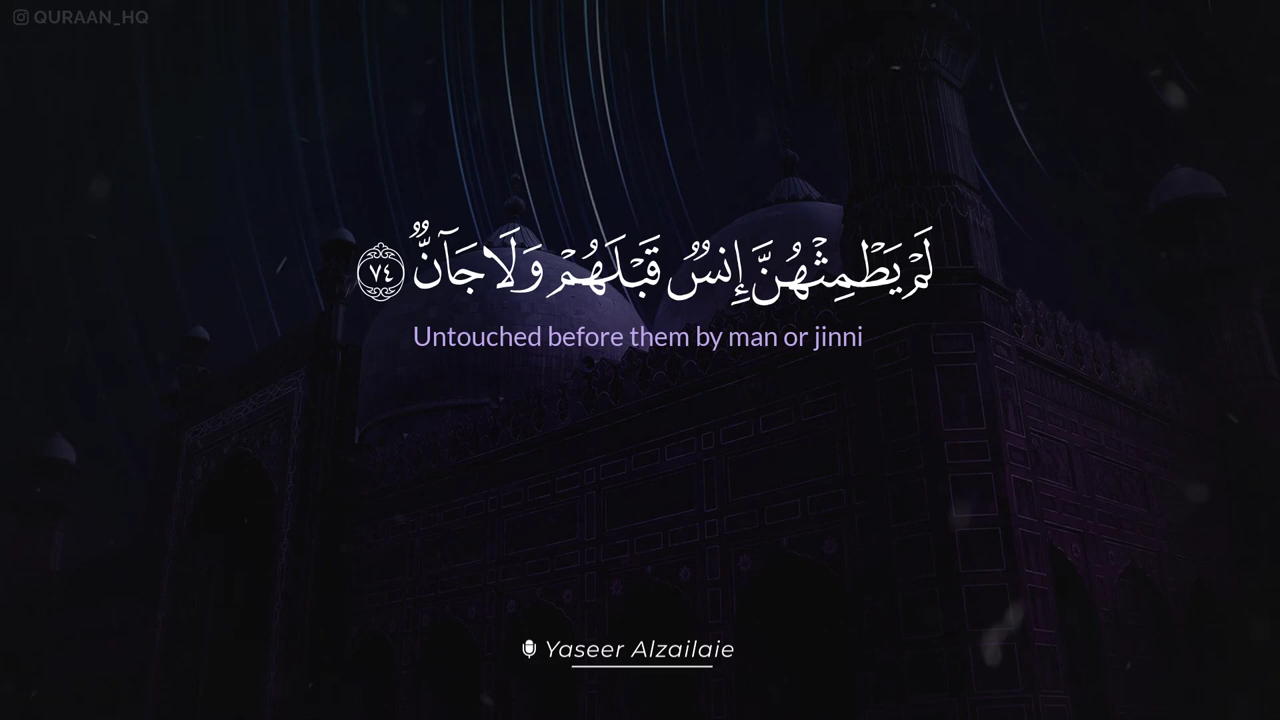 QURAAN_HQ
لَمْ يَطْمِثْهُنَّ إِنسٌ قَبْلَهُمْ وَلَا جَآنٌّ ٧٤
Untouched before them by man or jinni
Yaseer Alzailaie